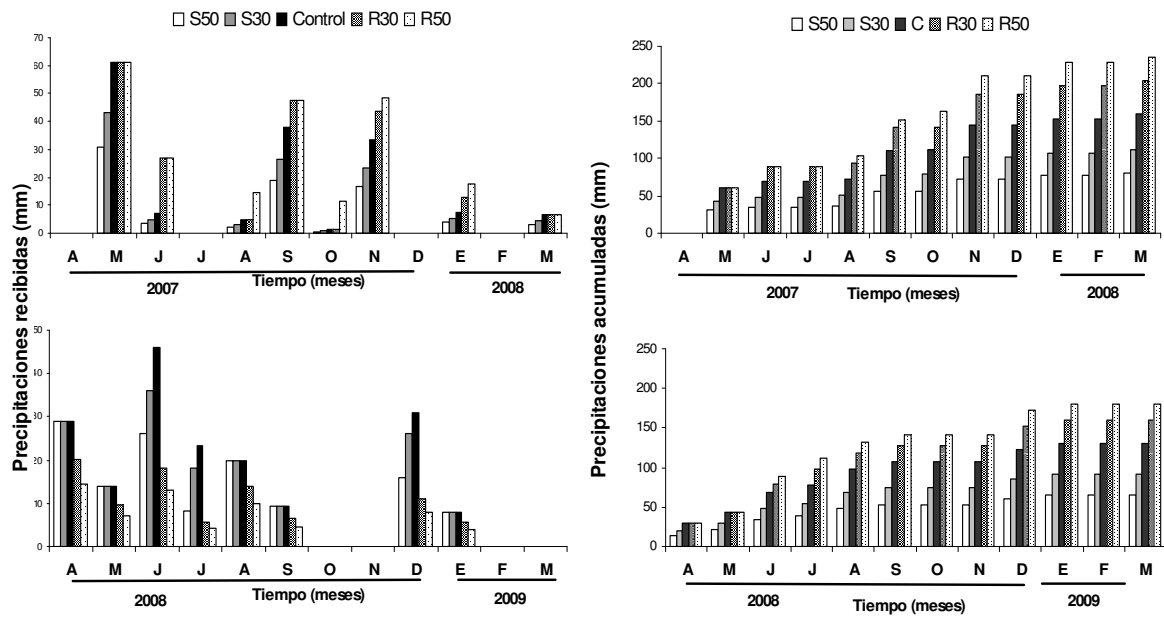 S50 S30 Control R30 R50
Precipitaciones recibidas (mm)
70
60
50
40
30
20
10
0
A M J J A S O N D E F M
2007 Tiempo (meses) 2008
S50 S30 C R30 R50
Precipitaciones acumuladas (mm)
250
200
150
100
50
0
A M J J A S O N D E F M
2007 Tiempo (meses) 2008
50
40
30
20
10
0
A M J J A S O N D E F M
2008 Tiempo (meses) 2009
250
200
150
100
50
0
A M J J A S O N D E F M
2008 Tiempo (meses) 2009